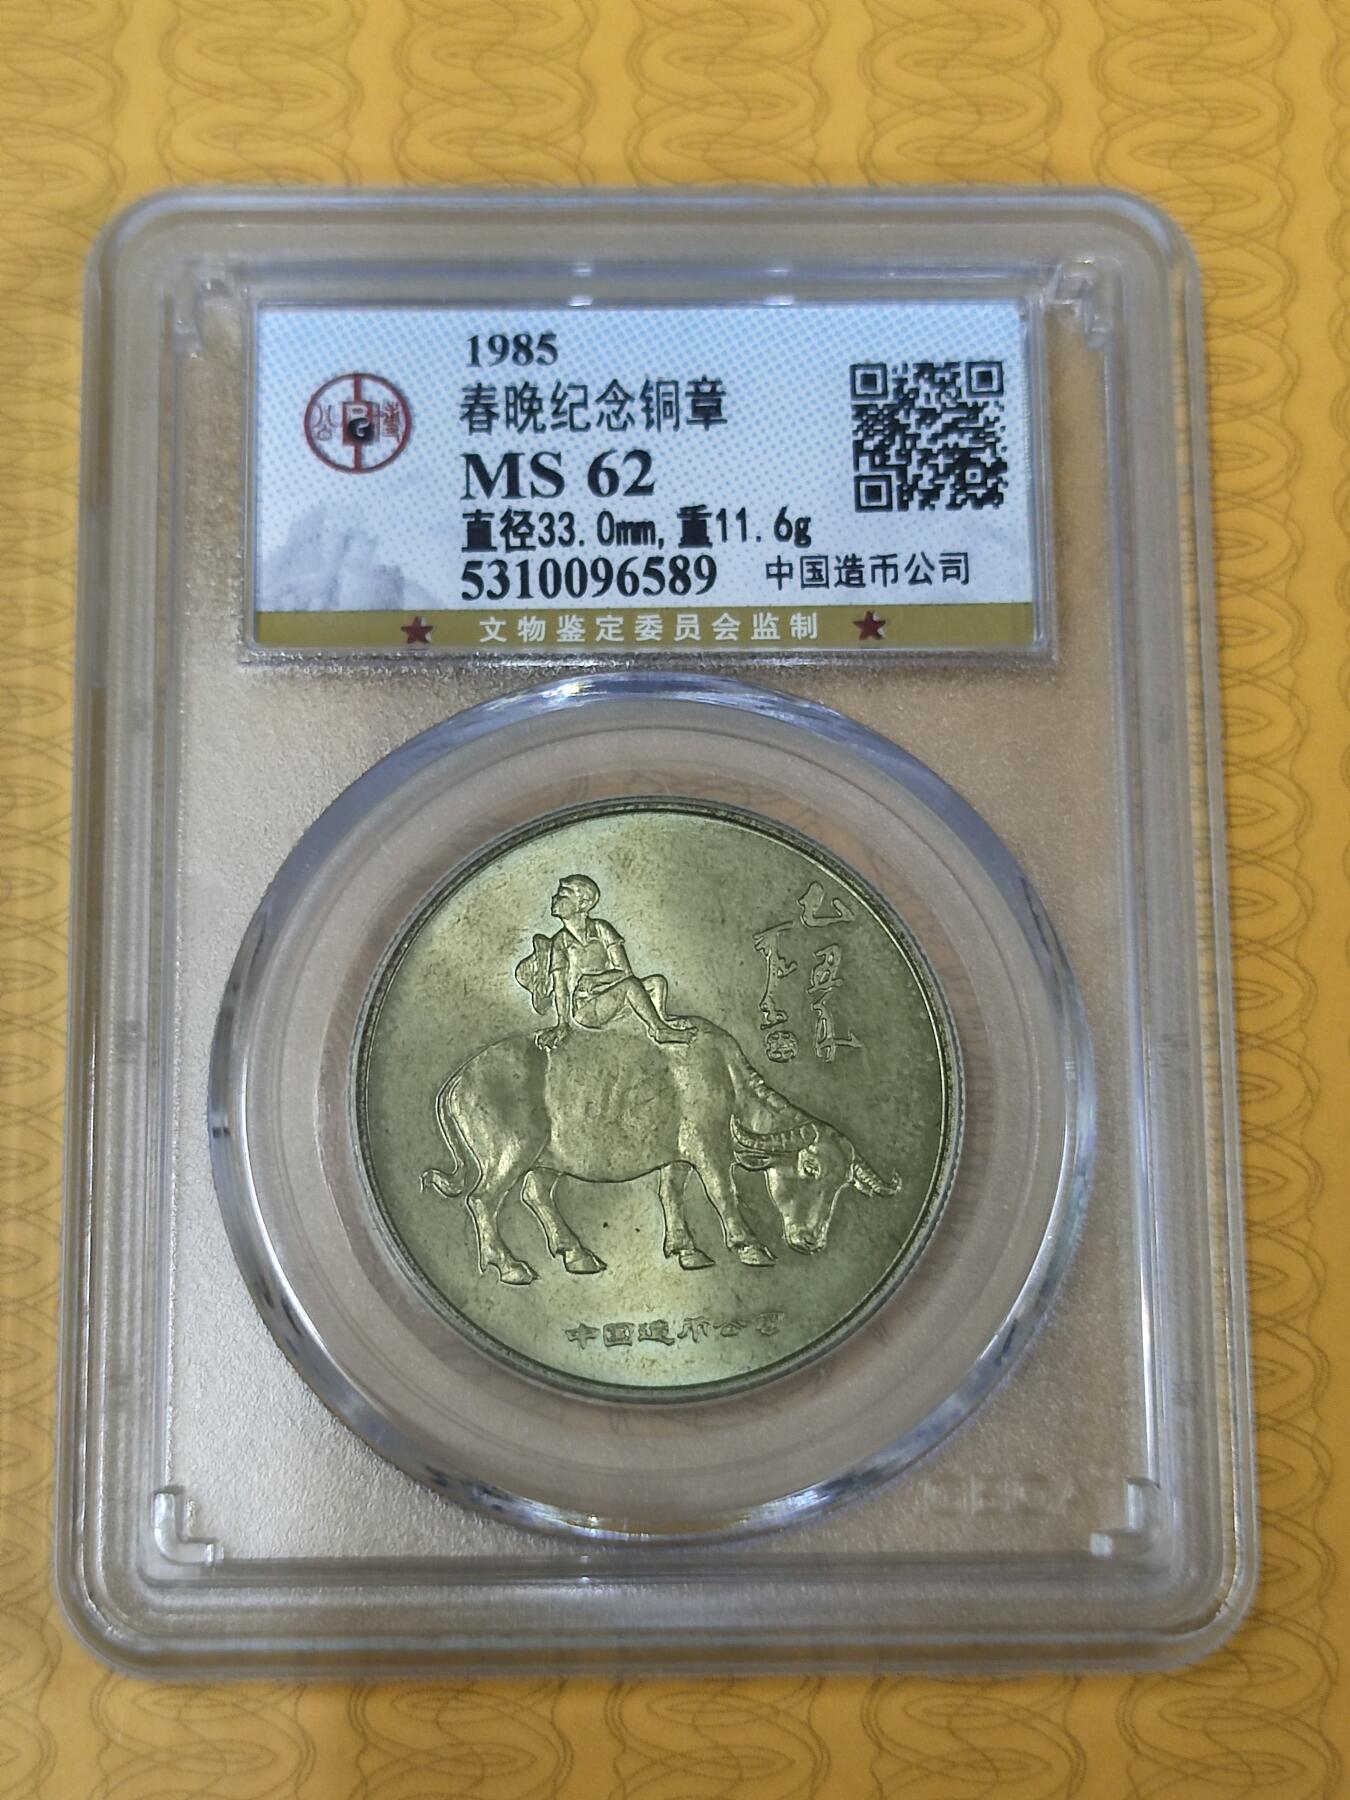 1985
春晚纪念铜章
MS 62
直径33.0mm,重11.6g
5310096589 中国造币公司
公博
★ 文物鉴定委员会监制 ★
乙丑年
中国造币公司